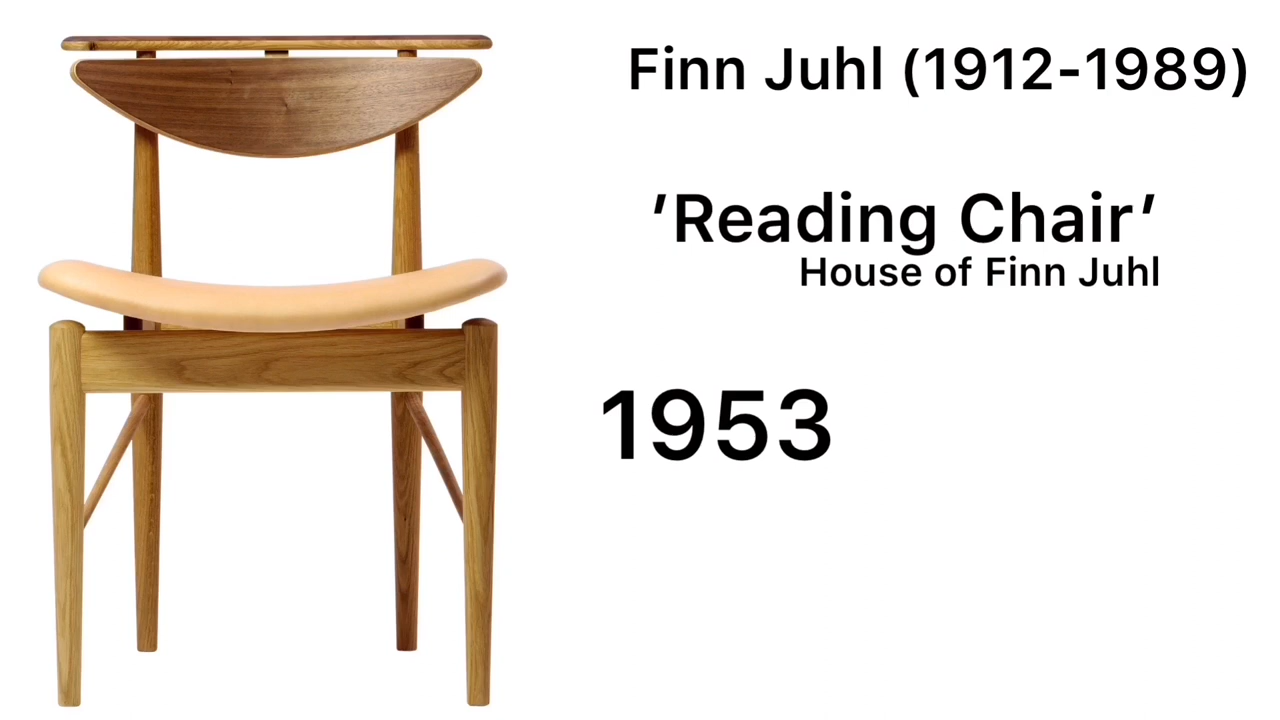 Finn Juhl (1912-1989)
’Reading Chair’
House of Finn Juhl
1953